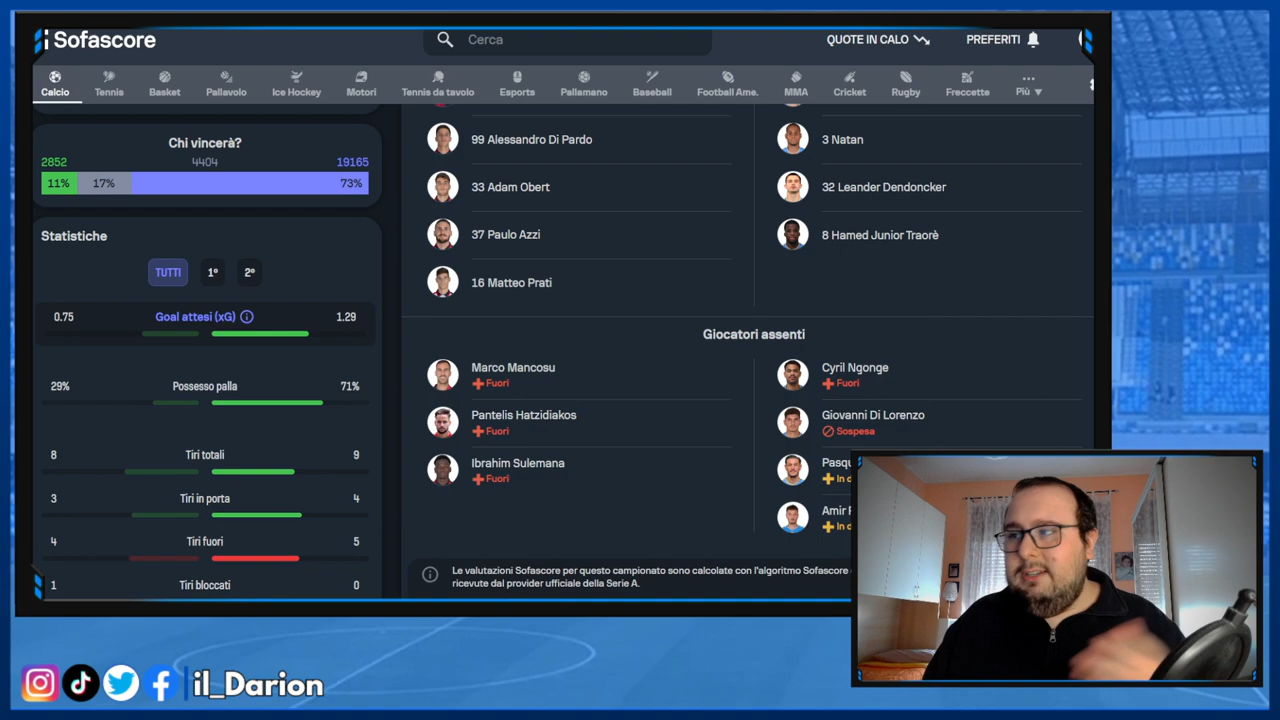 Sofascore
Cerca
QUOTE IN CALO
PREFERITI
Calcio
Tennis
Basket
Pallavolo
Ice Hockey
Motori
Tennis da tavolo
Esports
Pallamano
Baseball
Football Ame.
MMA
Cricket
Rugby
Freccette
Più ▼
Chi vincerà?
2852 4404 19165
11% 17% 73%
Statistiche
TUTTI 1º 2º
0.75 Goal attesi (xG) 1.29
29% Possesso palla 71%
8 Tiri totali 9
3 Tiri in porta 4
4 Tiri fuori 5
1 Tiri bloccati 0
99 Alessandro Di Pardo
33 Adam Obert
37 Paulo Azzi
16 Matteo Prati
3 Natan
32 Leander Dendoncker
8 Hamed Junior Traorè
Giocatori assenti
Marco Mancosu
Fuori
Pantelis Hatzidiakos
Fuori
Ibrahim Sulemana
Fuori
Cyril Ngonge
Fuori
Giovanni Di Lorenzo
Sospesa
Pasqu
In d
Amir
In d
Le valutazioni Sofascore per questo campionato sono calcolate con l'algoritmo Sofascore
ricevute dal provider ufficiale della Serie A.
il_Darion